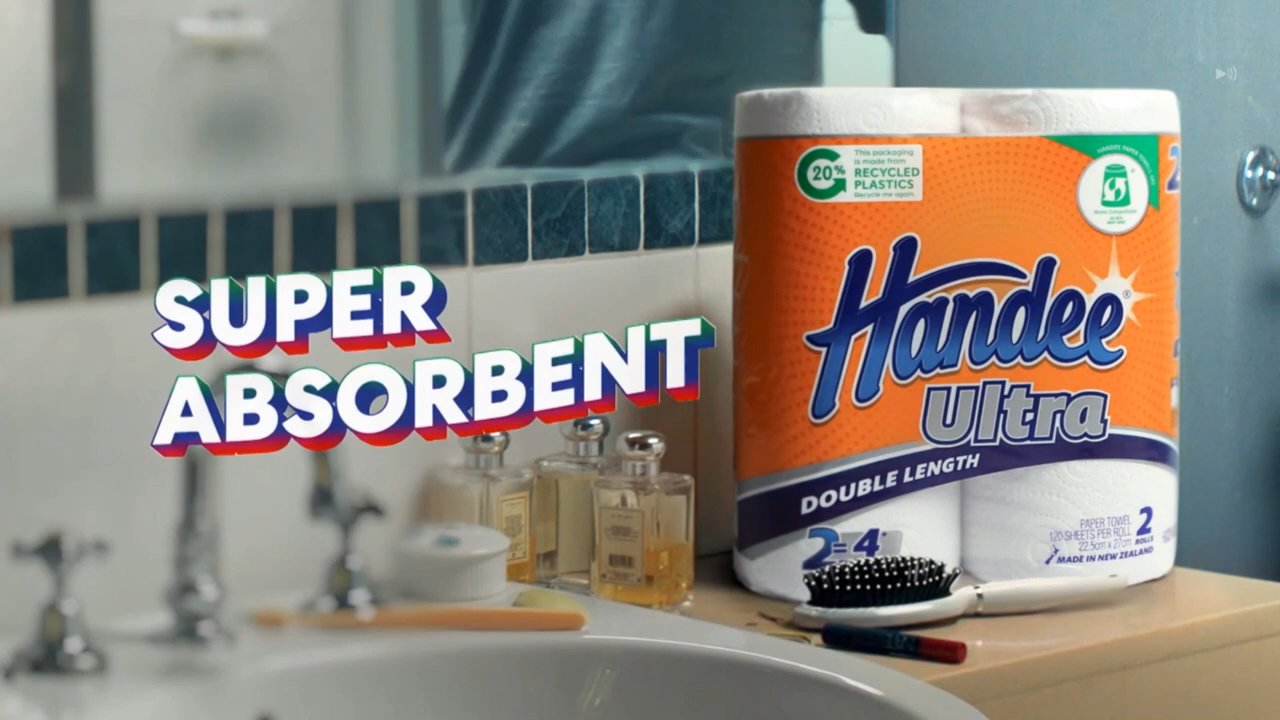 SUPER
ABSORBENT
20%
This packaging
is made from
RECYCLED
PLASTICS
Recycle me again.
Handee®
Ultra
DOUBLE LENGTH
2=4
PAPER TOWEL
120 SHEETS PER ROLL
22.5cm x 27cm
2
ROLLS
MADE IN NEW ZEALAND